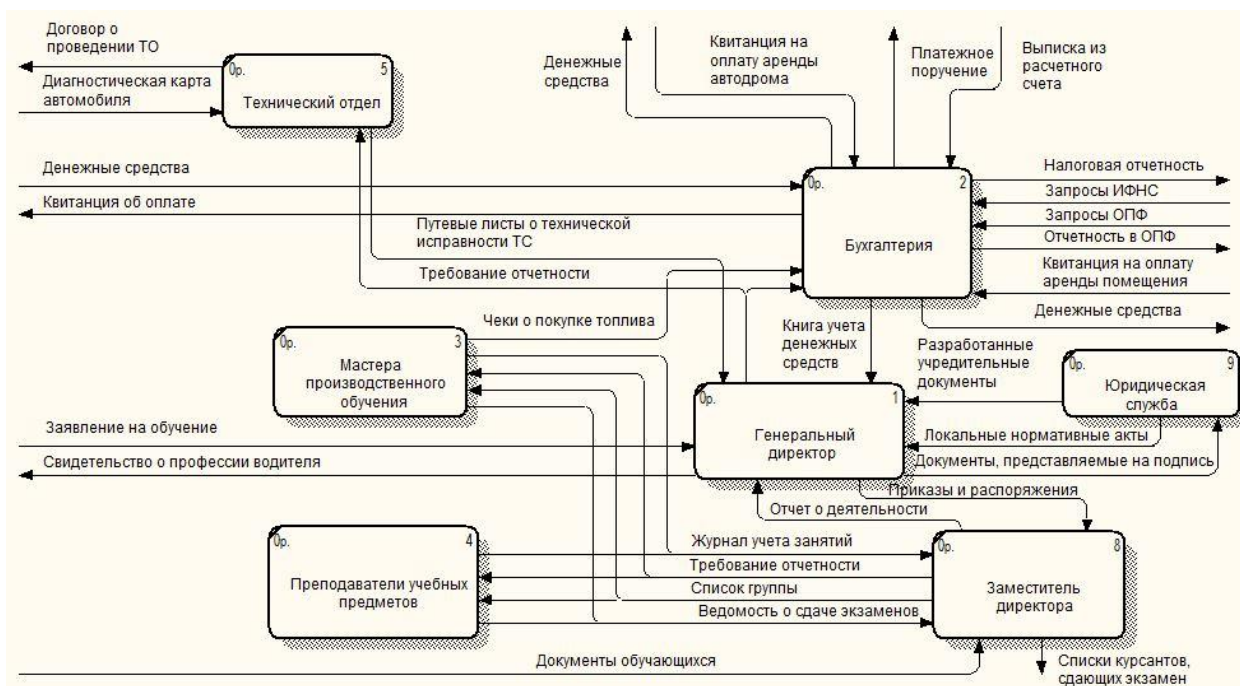 Договор о
проведении ТО
Диагностическая карта
автомобиля
0р. 5
Технический отдел
Денежные
средства
Квитанция на
оплату аренды
автодрома
Платежное
поручение
Выписка из
расчетного
счета
Денежные средства
Квитанция об оплате
0р. 2
Бухгалтерия
Налоговая отчетность
Запросы ИФНС
Запросы ОПФ
Отчетность в ОПФ
Квитанция на оплату
аренды помещения
Денежные средства
Путевые листы о технической
исправности ТС
Требование отчетности
Чеки о покупке топлива
Книга учета
денежных
средств
Разработанные
учредительные
документы
0р. 3
Мастера
производственного
обучения
0р. 1
Генеральный
директор
0р. 9
Юридическая
служба
Заявление на обучение
Свидетельство о профессии водителя
Локальные нормативные акты
Документы, представляемые на подпись
Приказы и распоряжения
Отчет о деятельности
0р. 4
Преподаватели учебных
предметов
Журнал учета занятий
Требование отчетности
Список группы
Ведомость о сдаче экзаменов
0р. 8
Заместитель
директора
Документы обучающихся
Списки курсантов,
сдающих экзамен